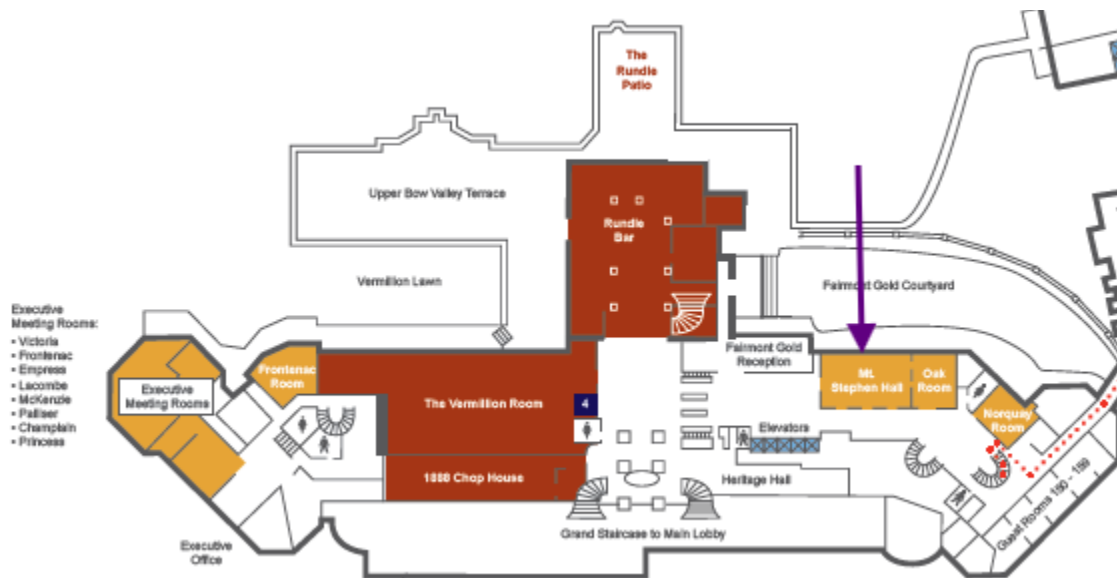 The
Rundle
Patio
Upper Bow Valley Terrace
Rundle
Bar
Vermillion Lawn
Fairmont Gold Courtyard
Executive
Meeting Rooms:
• Victoria
• Frontenac
• Empress
• Lacombe
• McKenzie
• Palliser
• Champlain
• Princess
Fairmont Gold
Reception
Frontenac
Room
Executive
Meeting Rooms
The Vermillion Room
4
Mt.
Stephen Hall
Oak
Room
Norquay
Room
Elevators
1888 Chop House
Heritage Hall
Guest Rooms 150 - 159
Grand Staircase to Main Lobby
Executive
Office